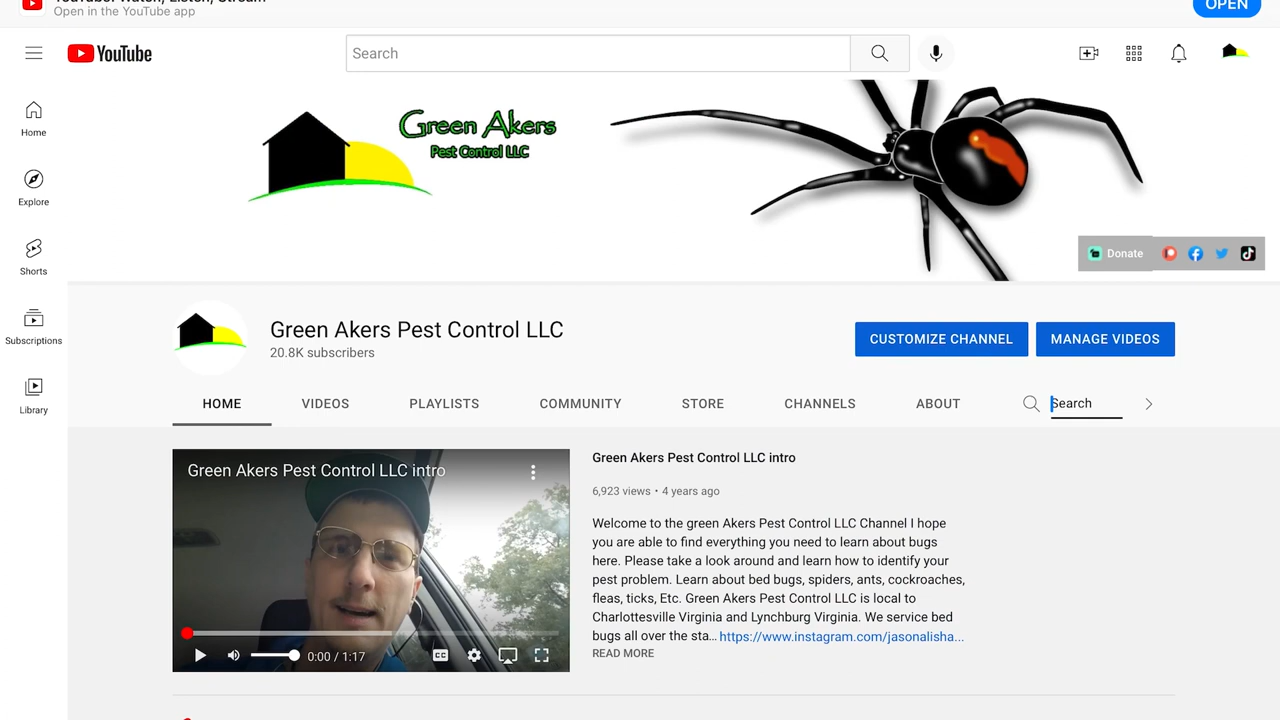 YouTube: Watch, Listen, Stream
Open in the YouTube app
OPEN
YouTube
Search
Home
Explore
Shorts
Subscriptions
Library
Green Akers
Pest Control LLC
Donate
Green Akers Pest Control LLC
20.8K subscribers
CUSTOMIZE CHANNEL
MANAGE VIDEOS
HOME VIDEOS PLAYLISTS COMMUNITY STORE CHANNELS ABOUT Search
Green Akers Pest Control LLC intro
0:00 / 1:17
CC
Green Akers Pest Control LLC intro
6,923 views • 4 years ago
Welcome to the green Akers Pest Control LLC Channel I hope
you are able to find everything you need to learn about bugs
here. Please take a look around and learn how to identify your
pest problem. Learn about bed bugs, spiders, ants, cockroaches,
fleas, ticks, Etc. Green Akers Pest Control LLC is local to
Charlottesville Virginia and Lynchburg Virginia. We service bed
bugs all over the sta... https://www.instagram.com/jasonalisha...
READ MORE